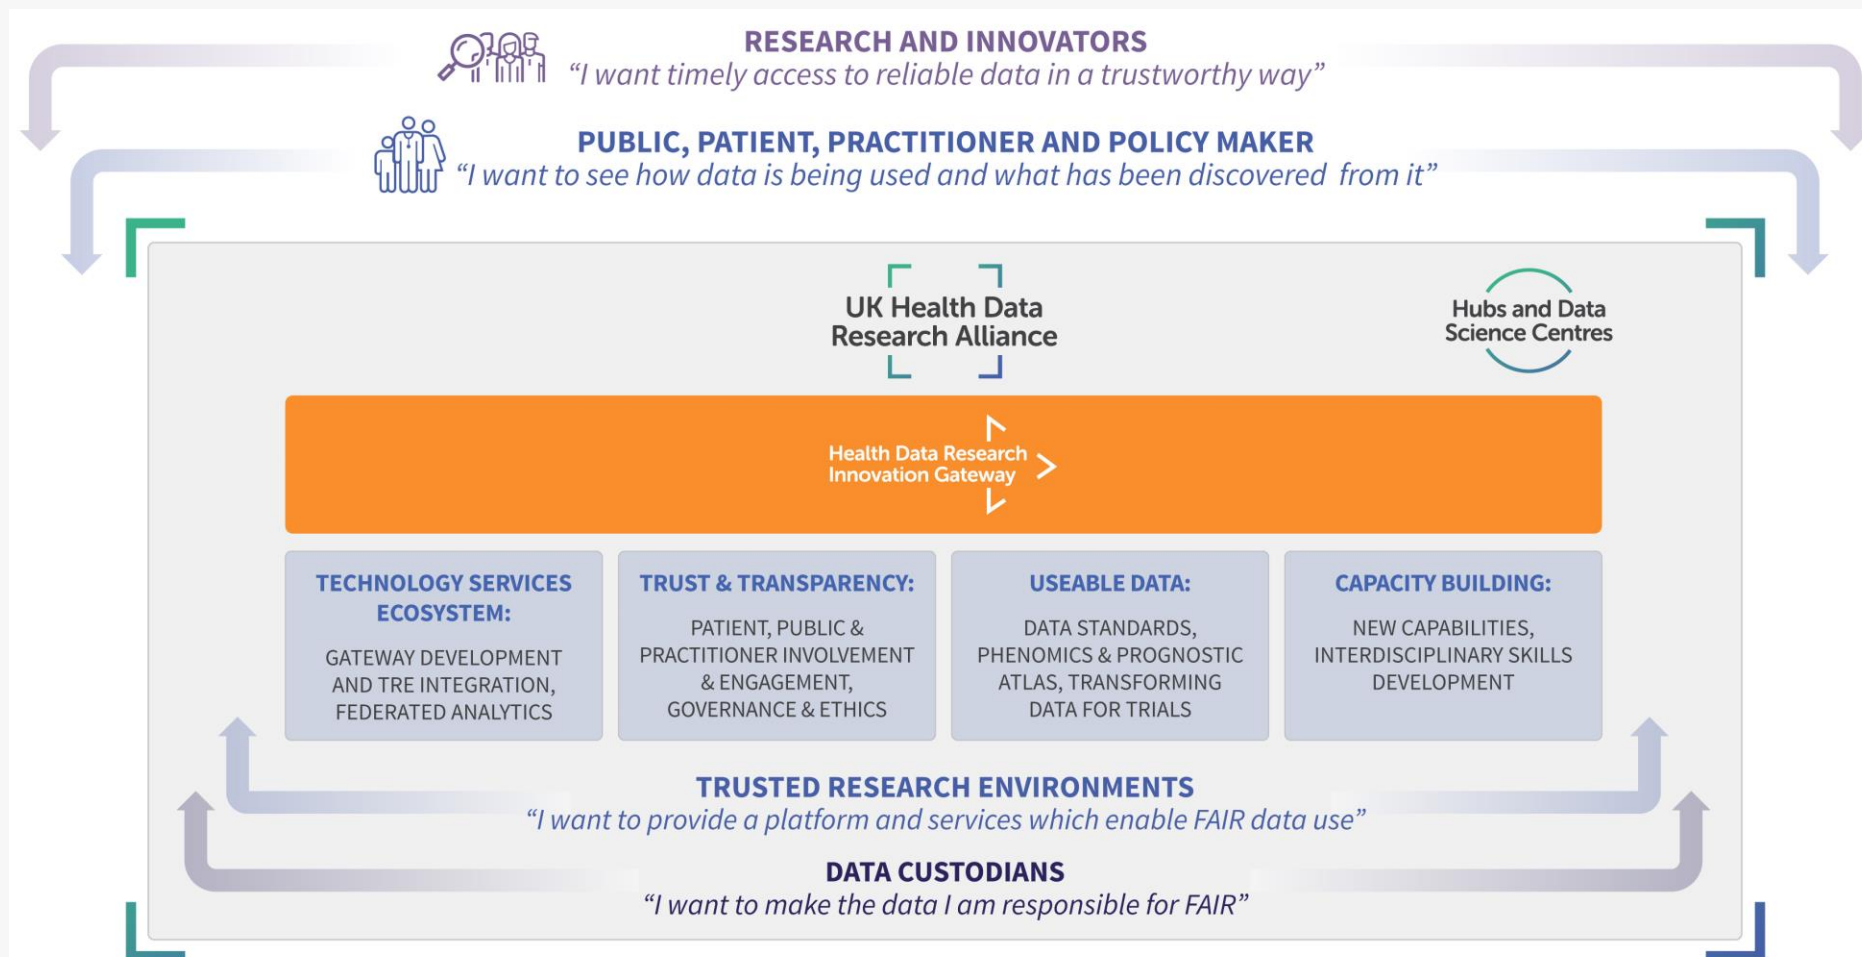 RESEARCH AND INNOVATORS
“I want timely access to reliable data in a trustworthy way”
PUBLIC, PATIENT, PRACTITIONER AND POLICY MAKER
“I want to see how data is being used and what has been discovered from it”
UK Health Data
Research Alliance
Hubs and Data
Science Centres
Health Data Research
Innovation Gateway
TECHNOLOGY SERVICES
ECOSYSTEM:
GATEWAY DEVELOPMENT
AND TRE INTEGRATION,
FEDERATED ANALYTICS
TRUST & TRANSPARENCY:
PATIENT, PUBLIC &
PRACTITIONER INVOLVEMENT
& ENGAGEMENT,
GOVERNANCE & ETHICS
USEABLE DATA:
DATA STANDARDS,
PHENOMICS & PROGNOSTIC
ATLAS, TRANSFORMING
DATA FOR TRIALS
CAPACITY BUILDING:
NEW CAPABILITIES,
INTERDISCIPLINARY SKILLS
DEVELOPMENT
TRUSTED RESEARCH ENVIRONMENTS
“I want to provide a platform and services which enable FAIR data use”
DATA CUSTODIANS
“I want to make the data I am responsible for FAIR”